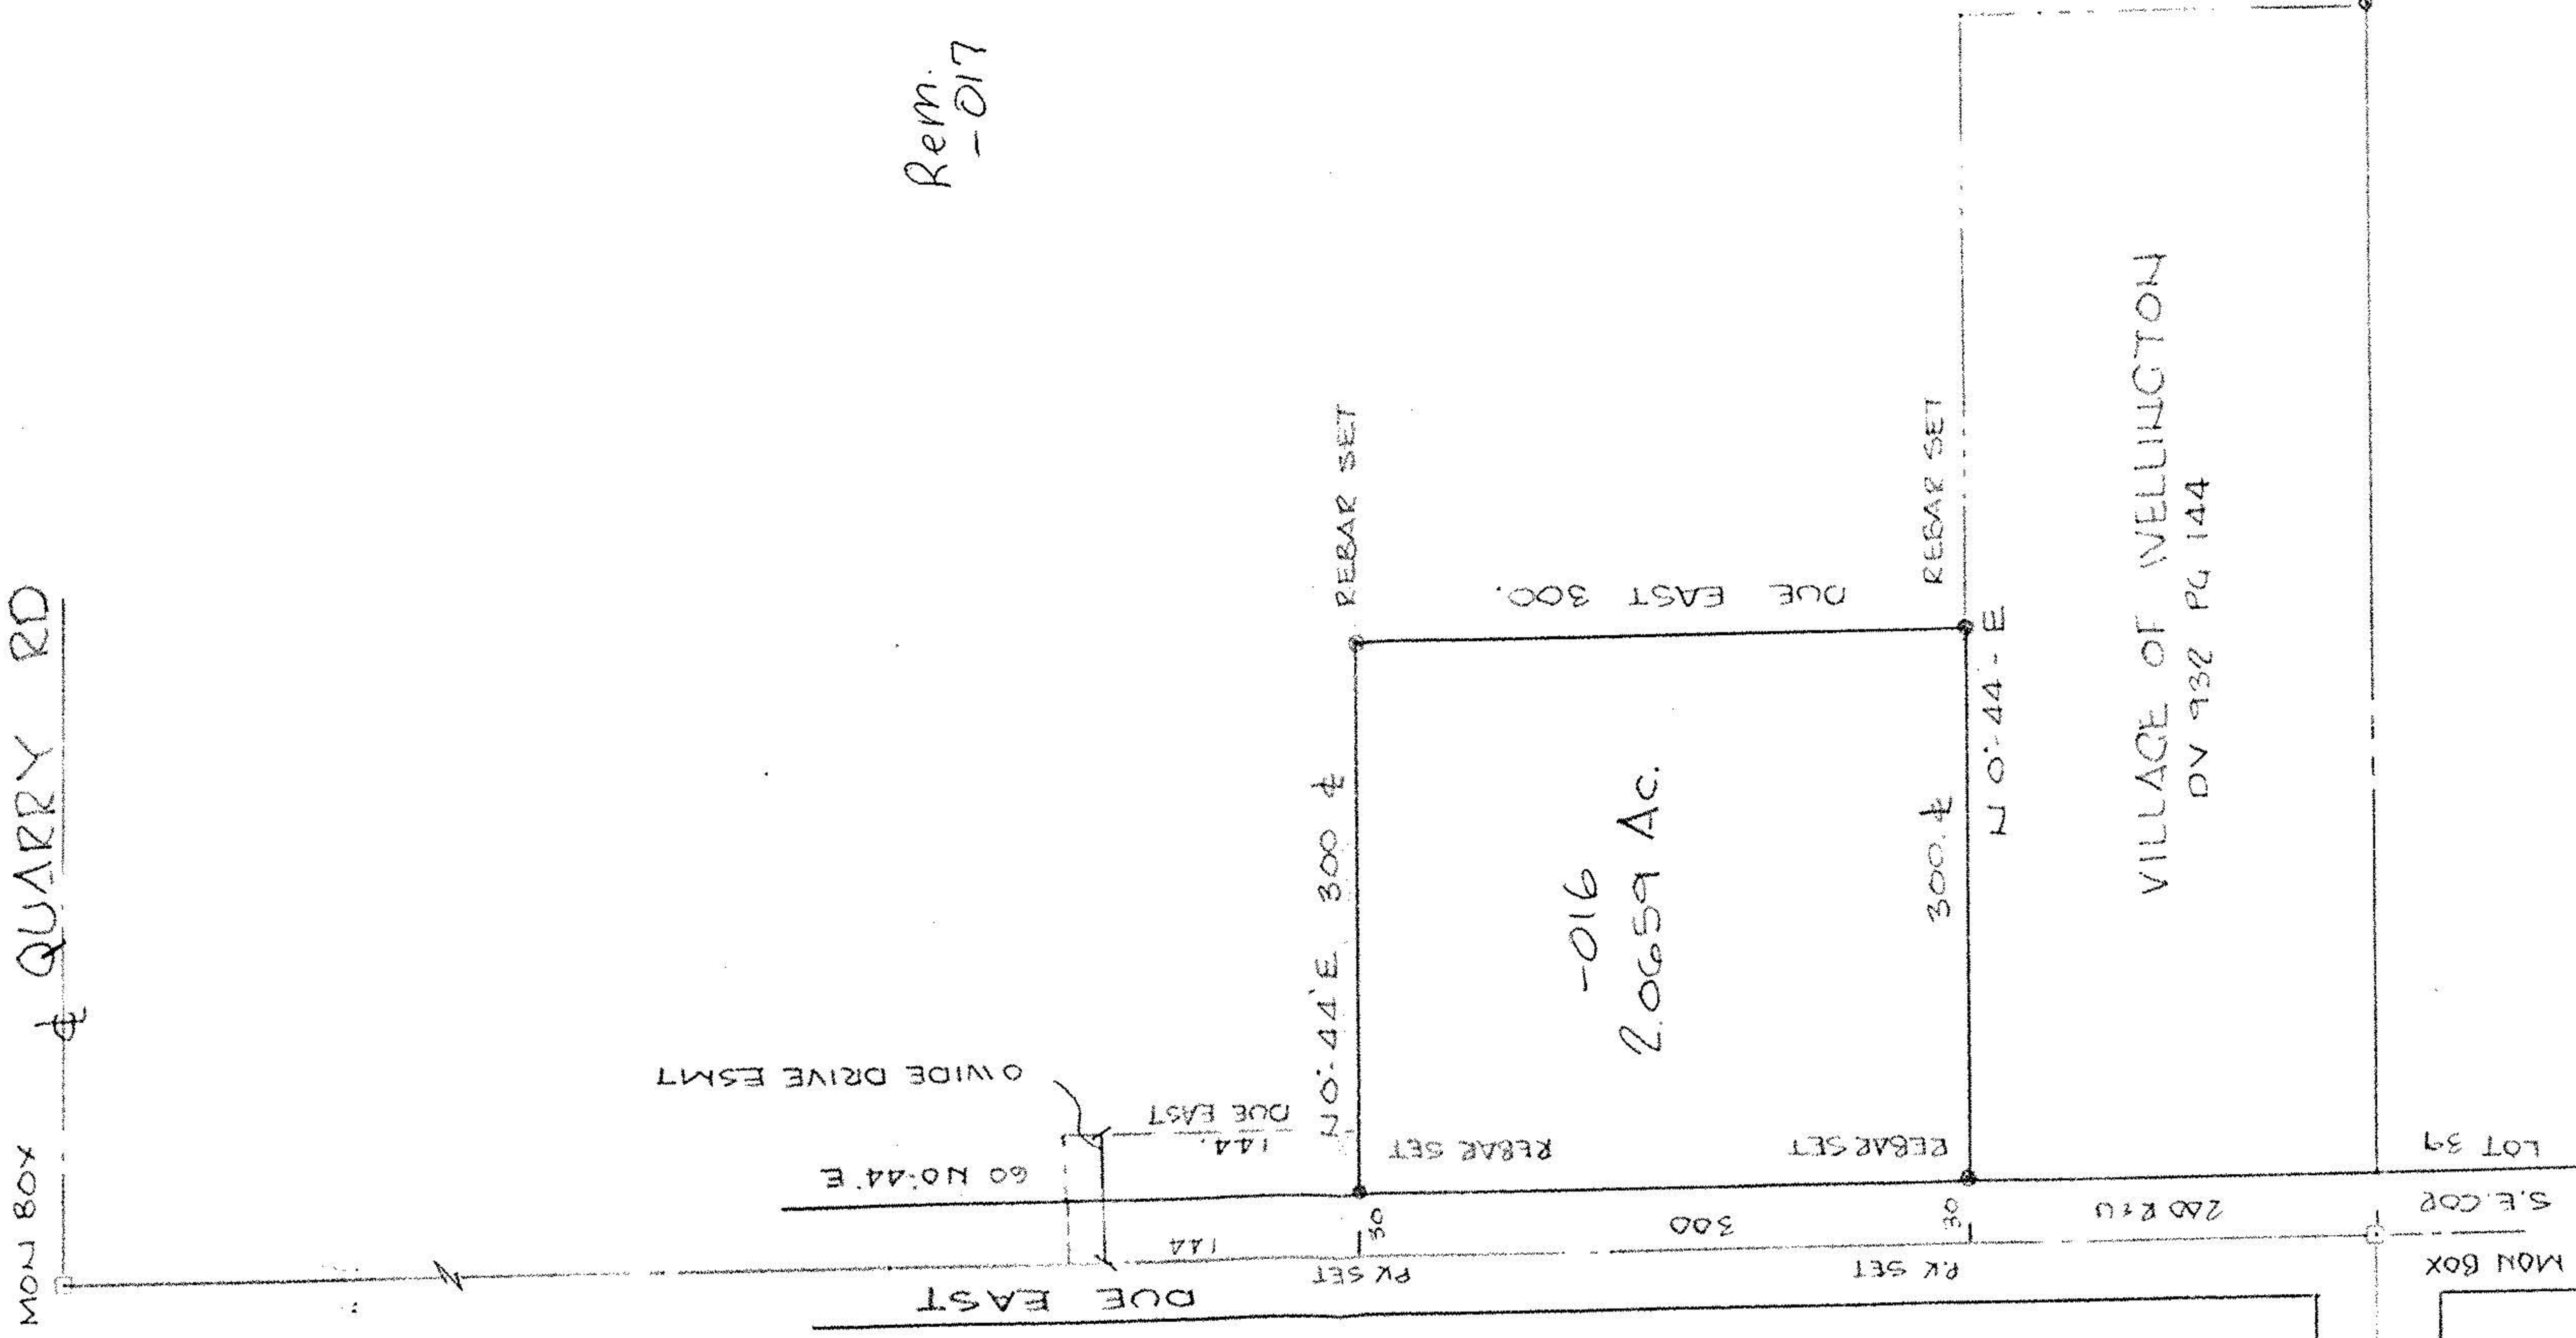 MON BOX
℄ QUARRY RD
Rem.
-017
WIDE DRIVE ESMT
60 N0°-44' E
144.
DUE EAST
144
DUE EAST
N 0°-44' E 300 ℄
REBAR SET
DUE EAST 300.
REBAR SET
-016
2.0659 Ac.
300. ℄
N 0°-44'-E
REBAR SET
REBAR SET
30
300
30
PK SET
PK SET
VILLAGE OF WELLINGTON
DV 932 PG 144
200 R&U
LOT 39
S.E. COR
MON BOX